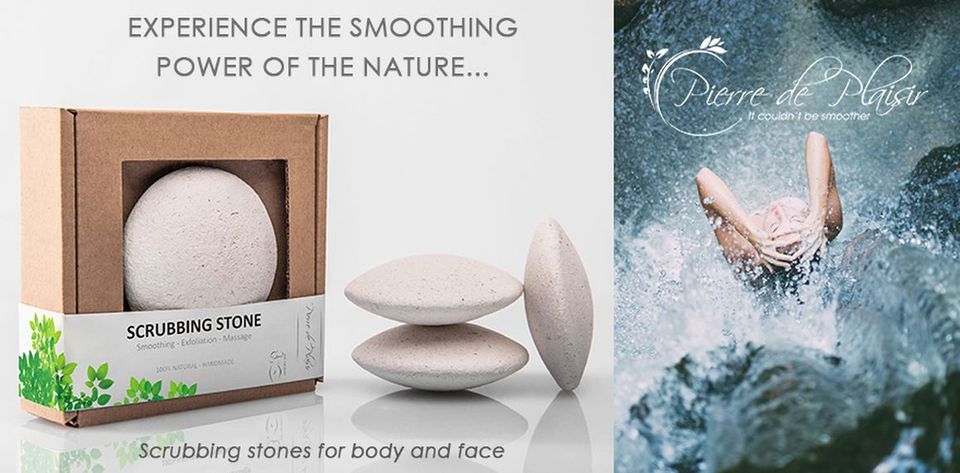 EXPERIENCE THE SMOOTHING
POWER OF THE NATURE...
Pierre de Plaisir
It couldn't be smoother
SCRUBBING STONE
Smoothing - Exfoliation - Massage
100% NATURAL - HANDMADE
Scrubbing stones for body and face